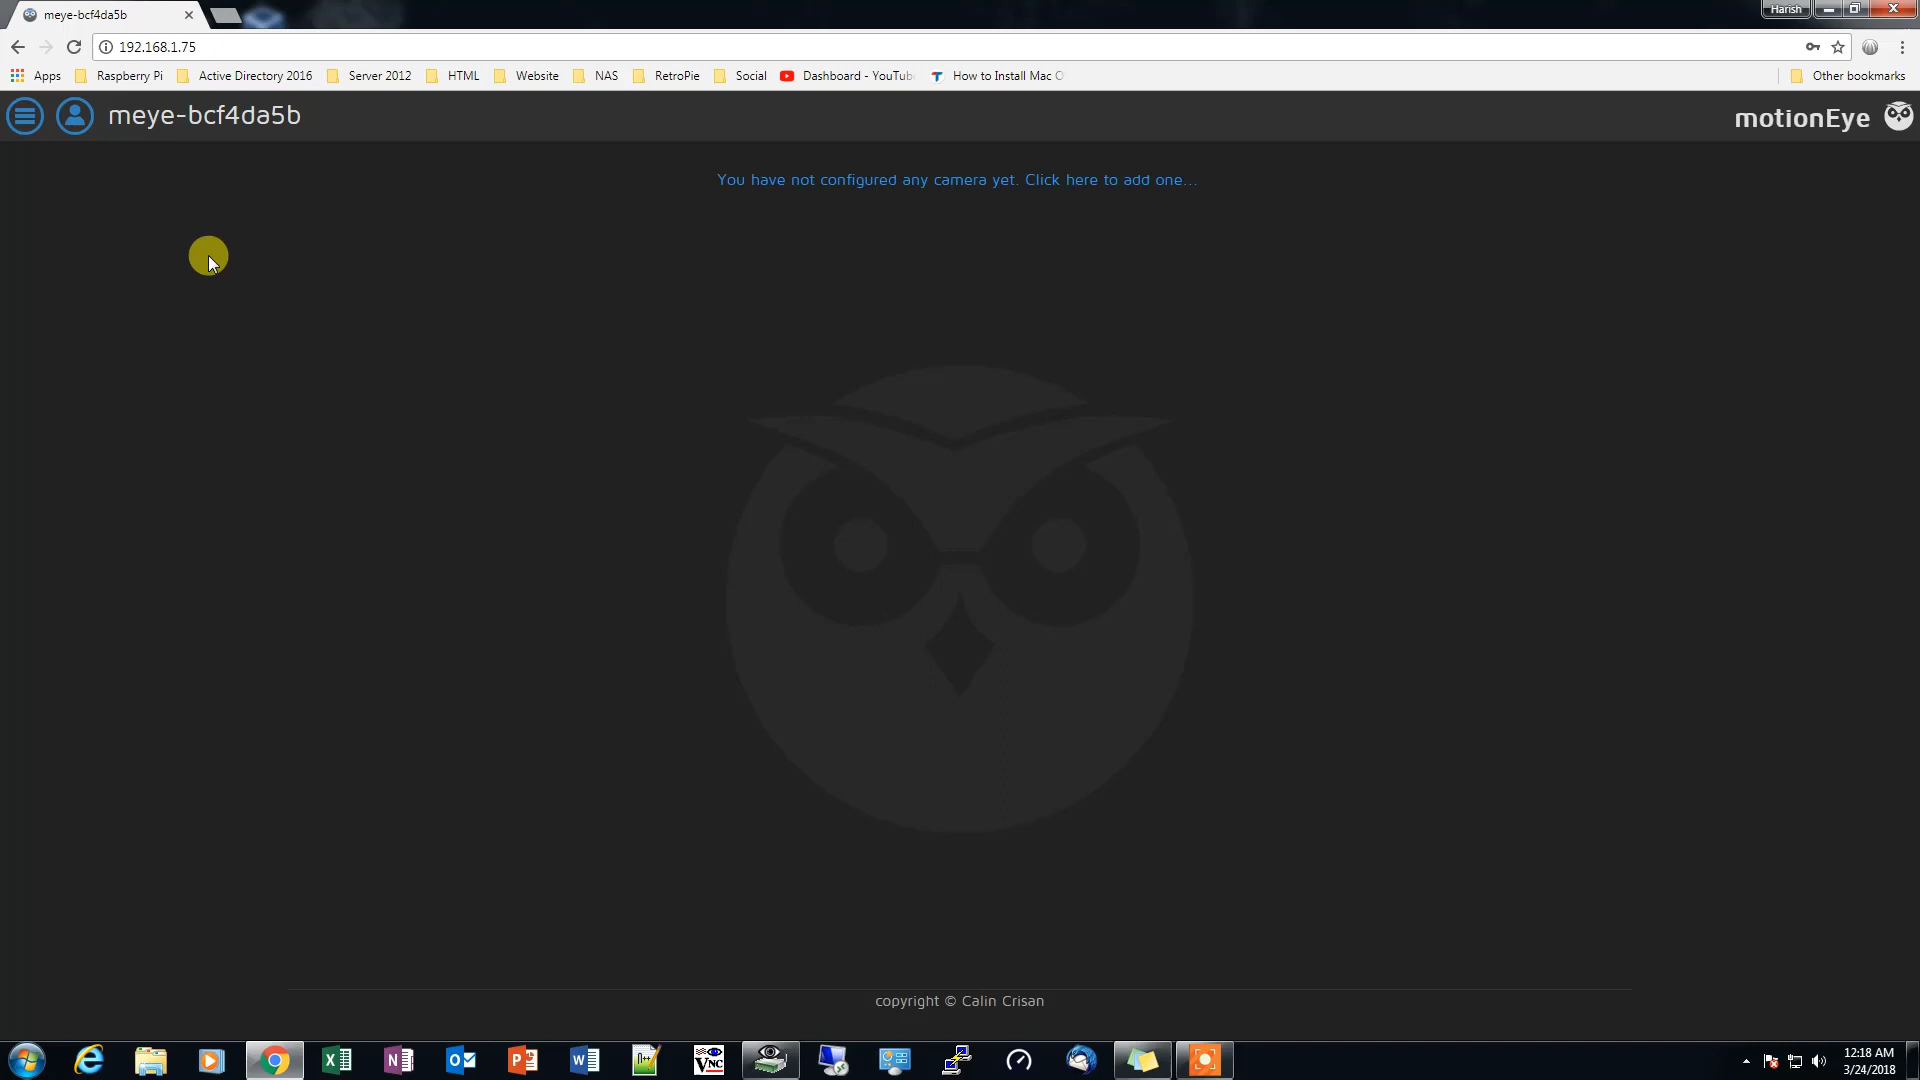 meye-bcf4da5b
Harish
192.168.1.75
Apps Raspberry Pi Active Directory 2016 Server 2012 HTML Website NAS RetroPie Social Dashboard - YouTub How to Install Mac O Other bookmarks
meye-bcf4da5b
motionEye
You have not configured any camera yet. Click here to add one...
copyright © Calin Crisan
VNC
12:18 AM
3/24/2018